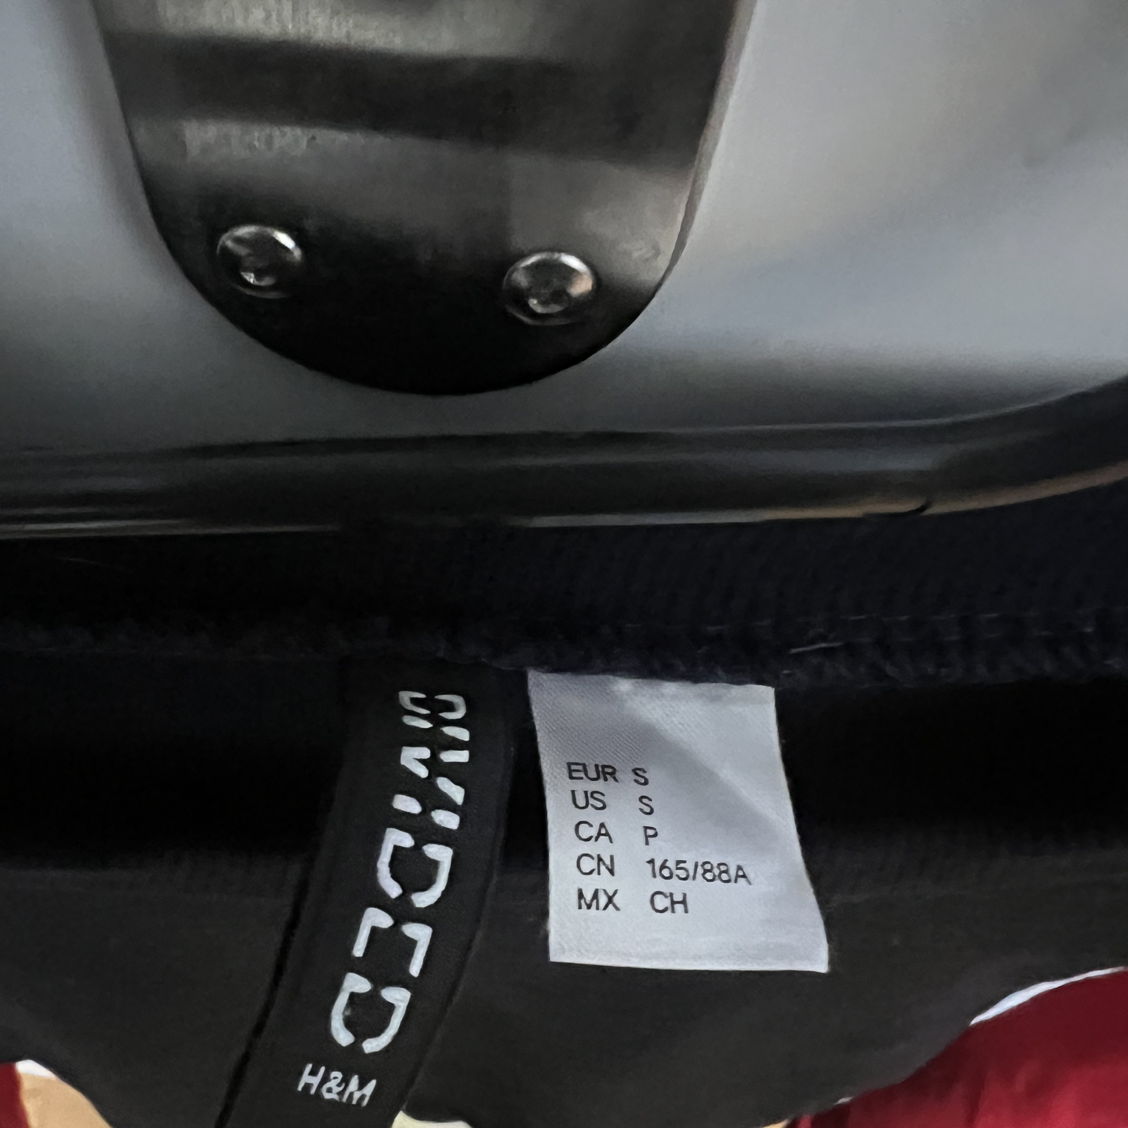 DIVIDED
H&M
EUR S
US S
CA P
CN 165/88A
MX CH